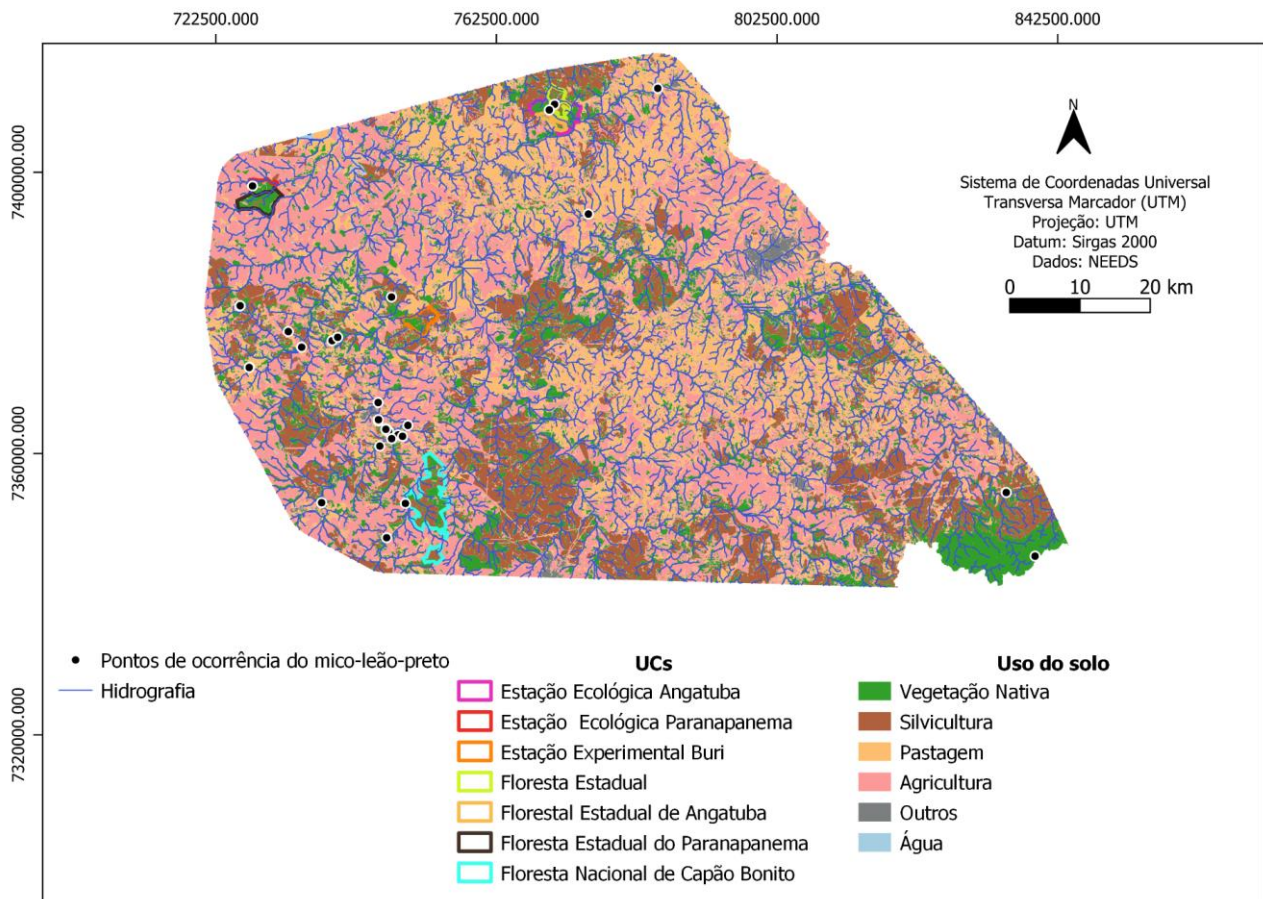 722500.000 762500.000 802500.000 842500.000
7400000.000
7360000.000
7320000.000
N
Sistema de Coordenadas Universal
Transversa Marcador (UTM)
Projeção: UTM
Datum: Sirgas 2000
Dados: NEEDS
0 10 20 km
Pontos de ocorrência do mico-leão-preto
Hidrografia
UCs
Estação Ecológica Angatuba
Estação Ecológica Paranapanema
Estação Experimental Buri
Floresta Estadual
Florestal Estadual de Angatuba
Floresta Estadual do Paranapanema
Floresta Nacional de Capão Bonito
Uso do solo
Vegetação Nativa
Silvicultura
Pastagem
Agricultura
Outros
Água